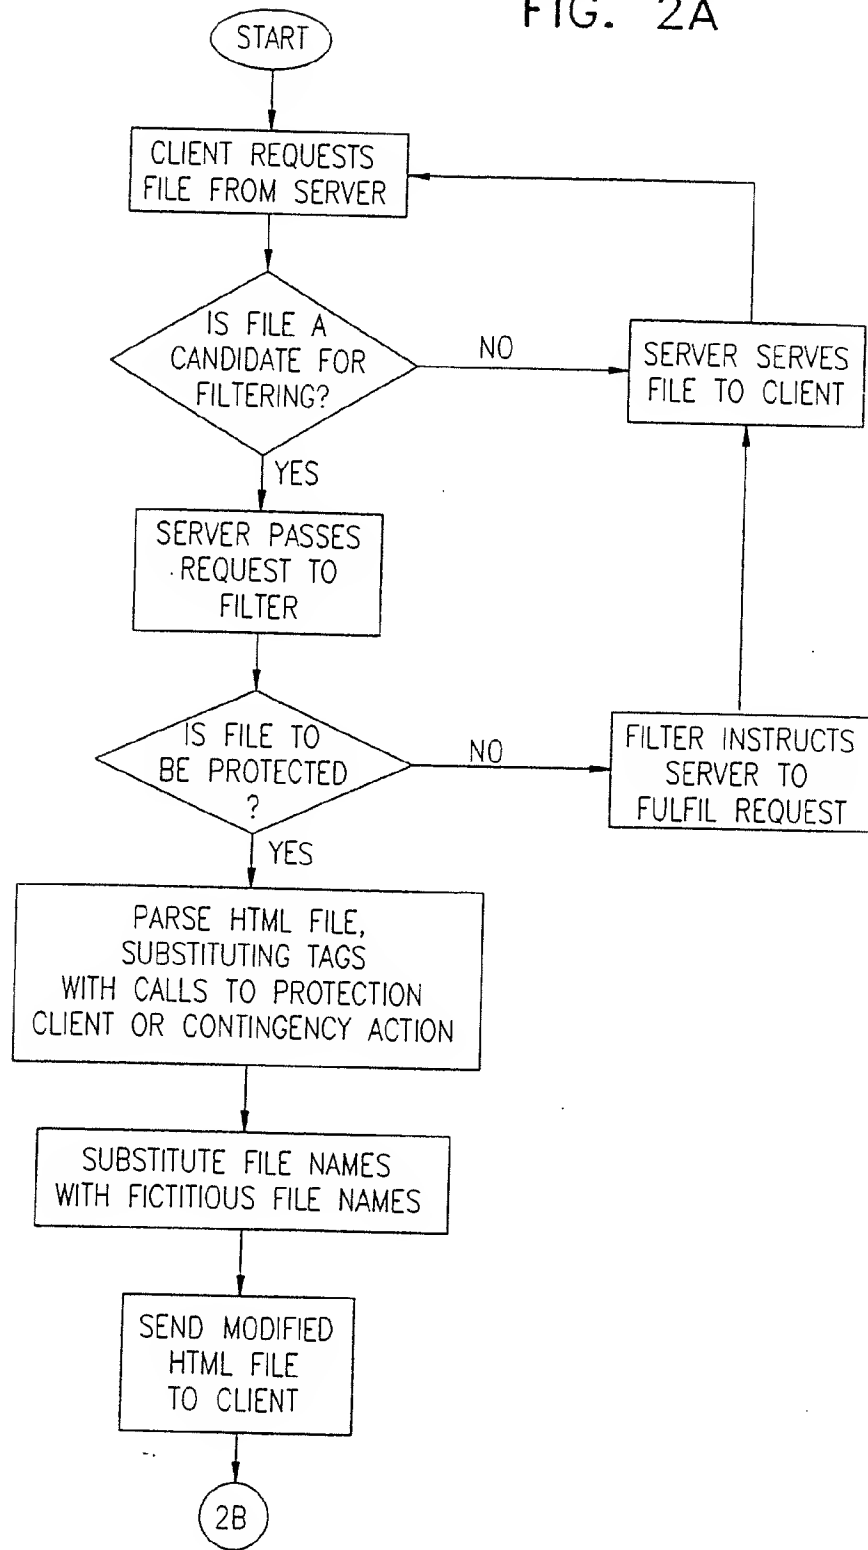 FIG. 2A
START
CLIENT REQUESTS
FILE FROM SERVER
IS FILE A
CANDIDATE FOR
FILTERING?
NO
SERVER SERVES
FILE TO CLIENT
YES
SERVER PASSES
REQUEST TO
FILTER
IS FILE TO
BE PROTECTED
?
NO
FILTER INSTRUCTS
SERVER TO
FULFIL REQUEST
YES
PARSE HTML FILE,
SUBSTITUTING TAGS
WITH CALLS TO PROTECTION
CLIENT OR CONTINGENCY ACTION
SUBSTITUTE FILE NAMES
WITH FICTITIOUS FILE NAMES
SEND MODIFIED
HTML FILE
TO CLIENT
2B